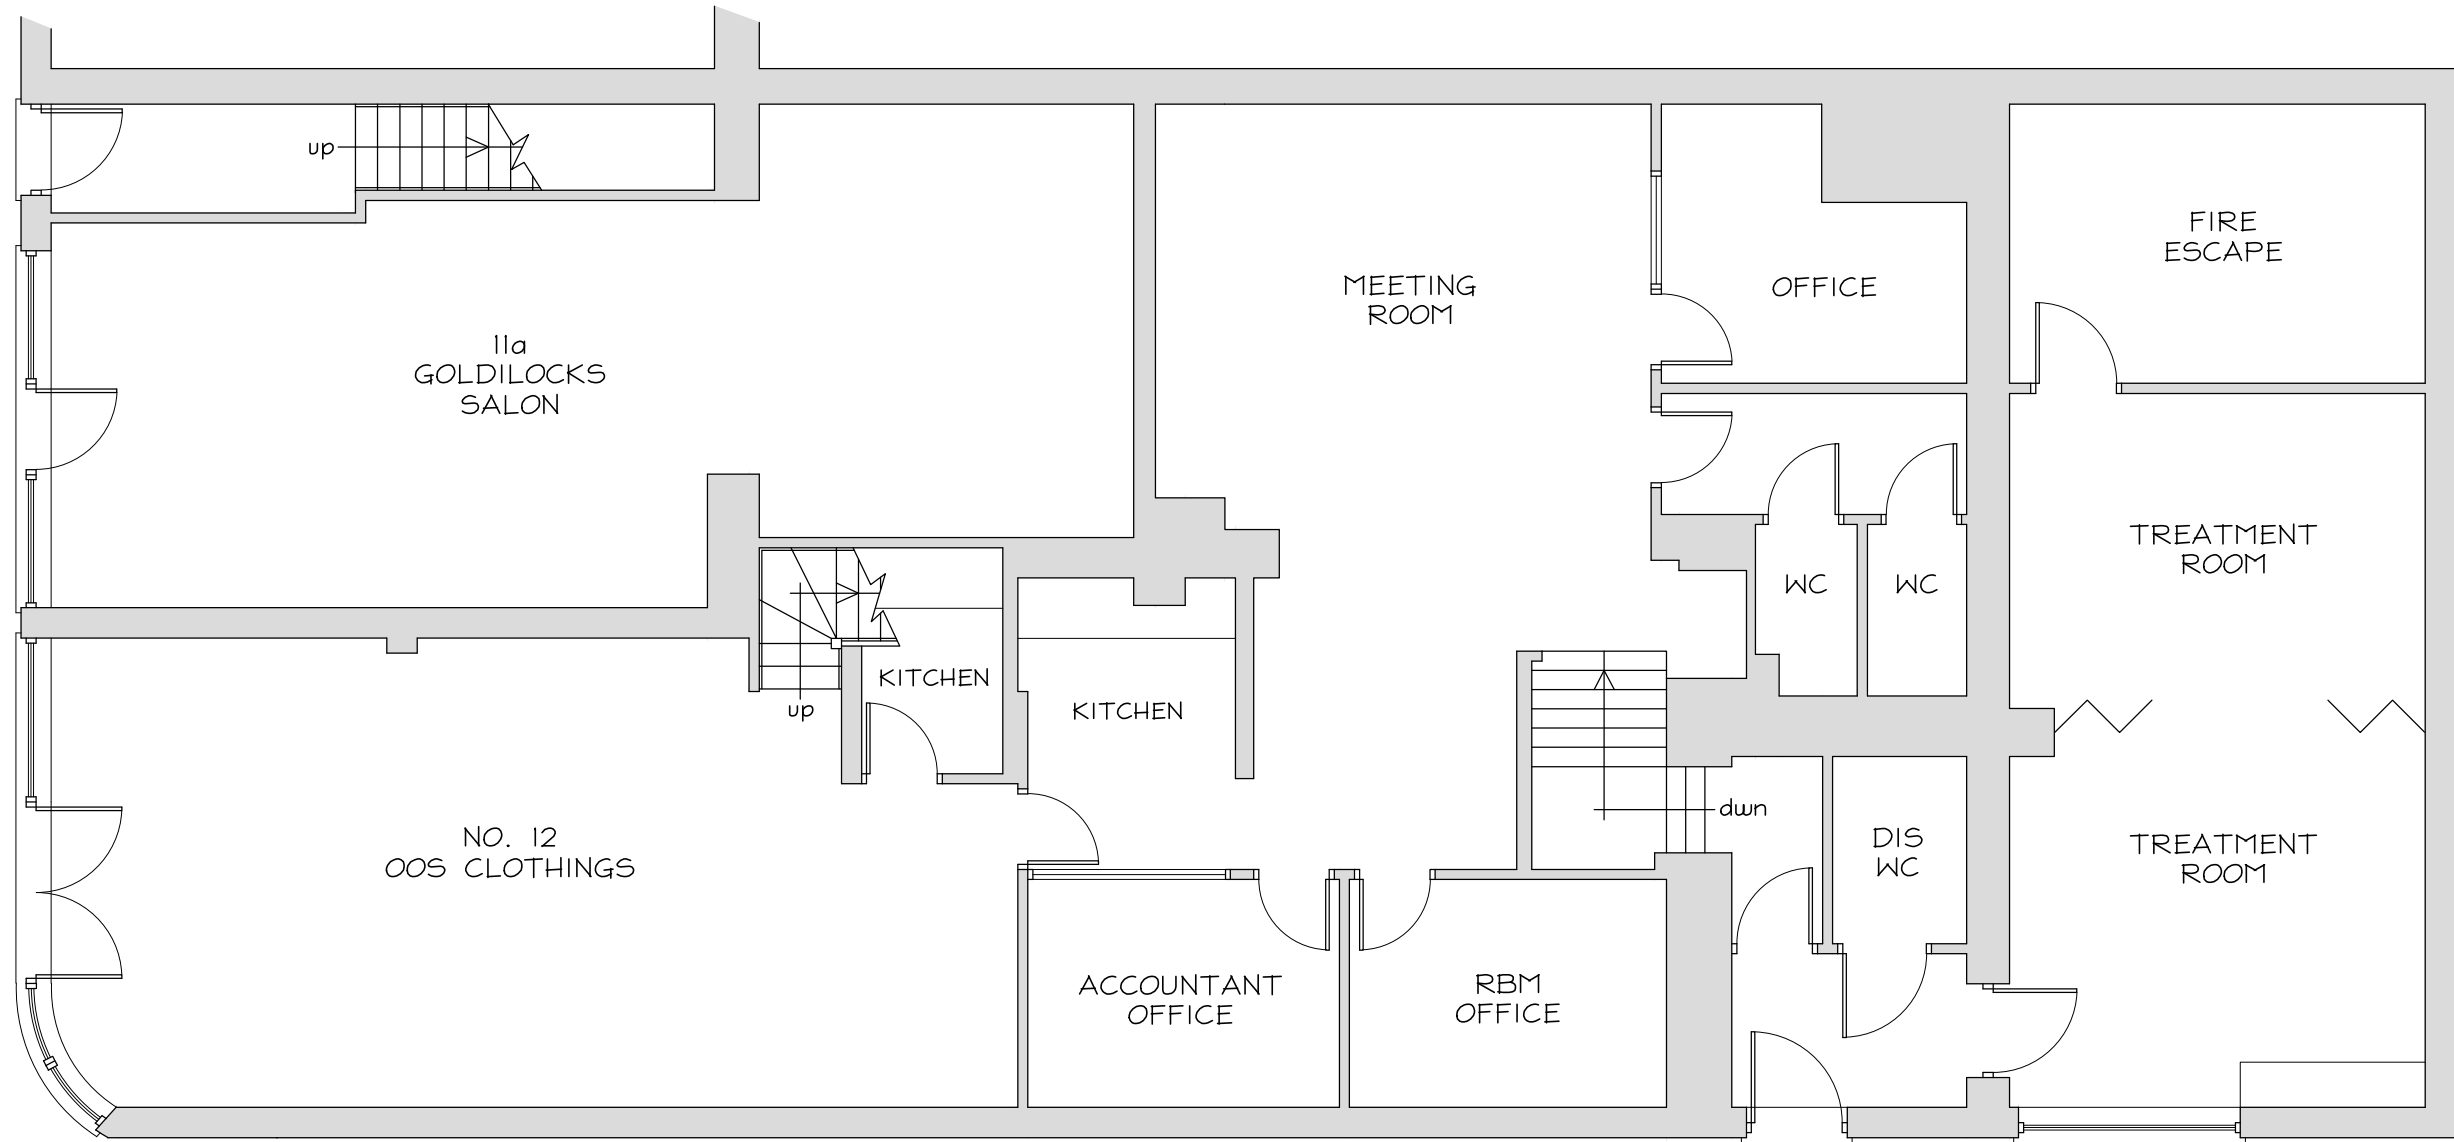 up
FIRE
ESCAPE
MEETING
ROOM
OFFICE
11a
GOLDILOCKS
SALON
TREATMENT
ROOM
WC
WC
KITCHEN
KITCHEN
up
dwn
NO. 12
OOS CLOTHINGS
DIS
WC
TREATMENT
ROOM
ACCOUNTANT
OFFICE
RBM
OFFICE